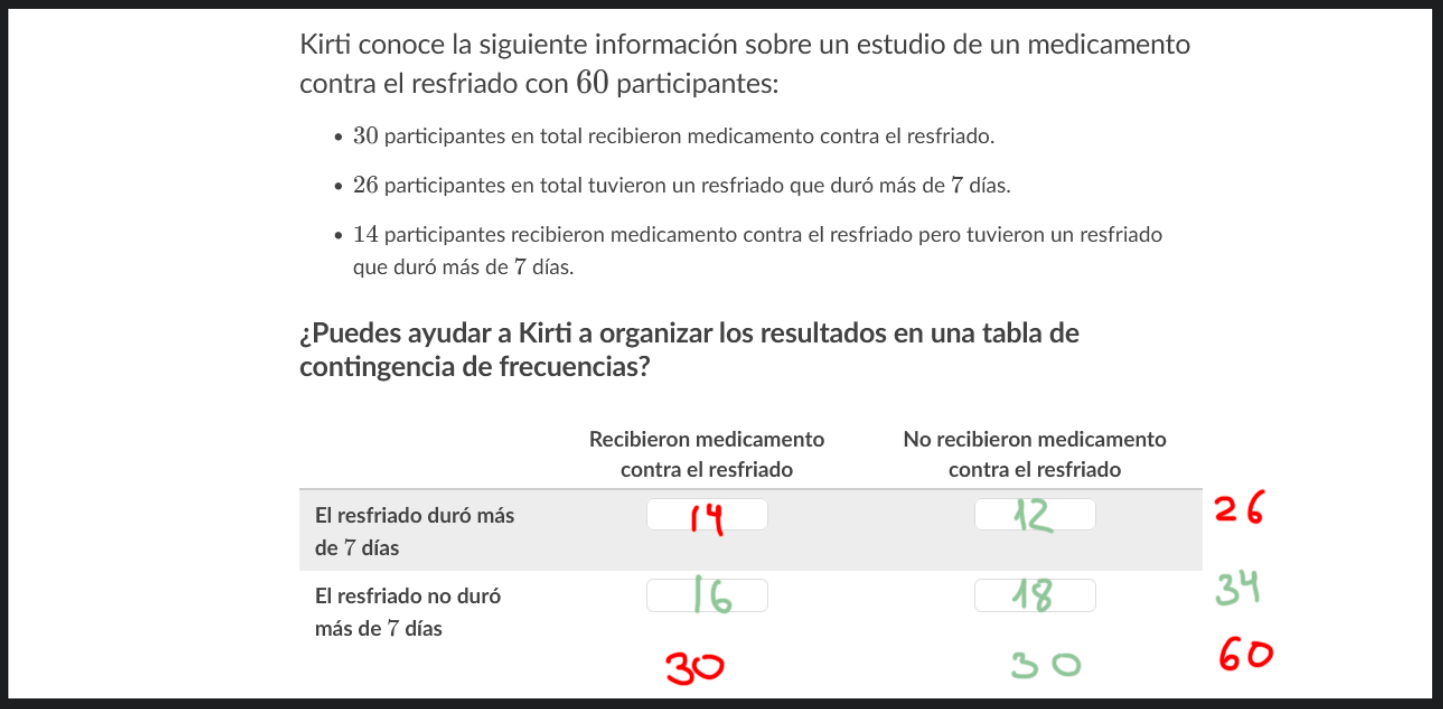 Kirti conoce la siguiente información sobre un estudio de un medicamento
contra el resfriado con 60 participantes:
• 30 participantes en total recibieron medicamento contra el resfriado.
• 26 participantes en total tuvieron un resfriado que duró más de 7 días.
• 14 participantes recibieron medicamento contra el resfriado pero tuvieron un resfriado
que duró más de 7 días.
¿Puedes ayudar a Kirti a organizar los resultados en una tabla de
contingencia de frecuencias?
Recibieron medicamento No recibieron medicamento
contra el resfriado contra el resfriado
El resfriado duró más 14 12 26
de 7 días
El resfriado no duró 16 18 34
más de 7 días
30 30 60